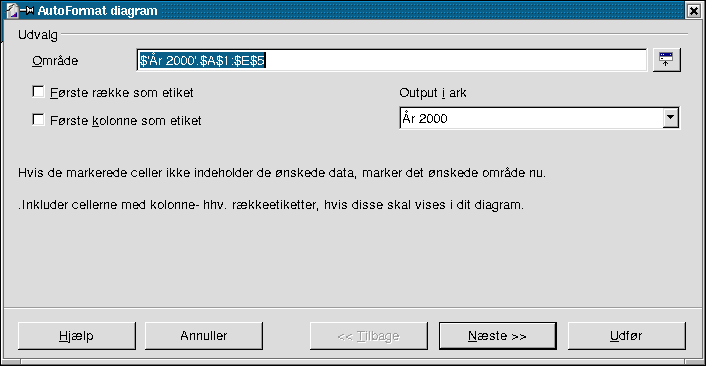 AutoFormat diagram
Udvalg
Område $'År 2000'.$A$1:$E$5
Første række som etiket Output i ark
Første kolonne som etiket År 2000
Hvis de markerede celler ikke indeholder de ønskede data, marker det ønskede område nu.
.Inkluder cellerne med kolonne- hhv. rækkeetiketter, hvis disse skal vises i dit diagram.
Hjælp Annuller << Tilbage Næste >> Udfør